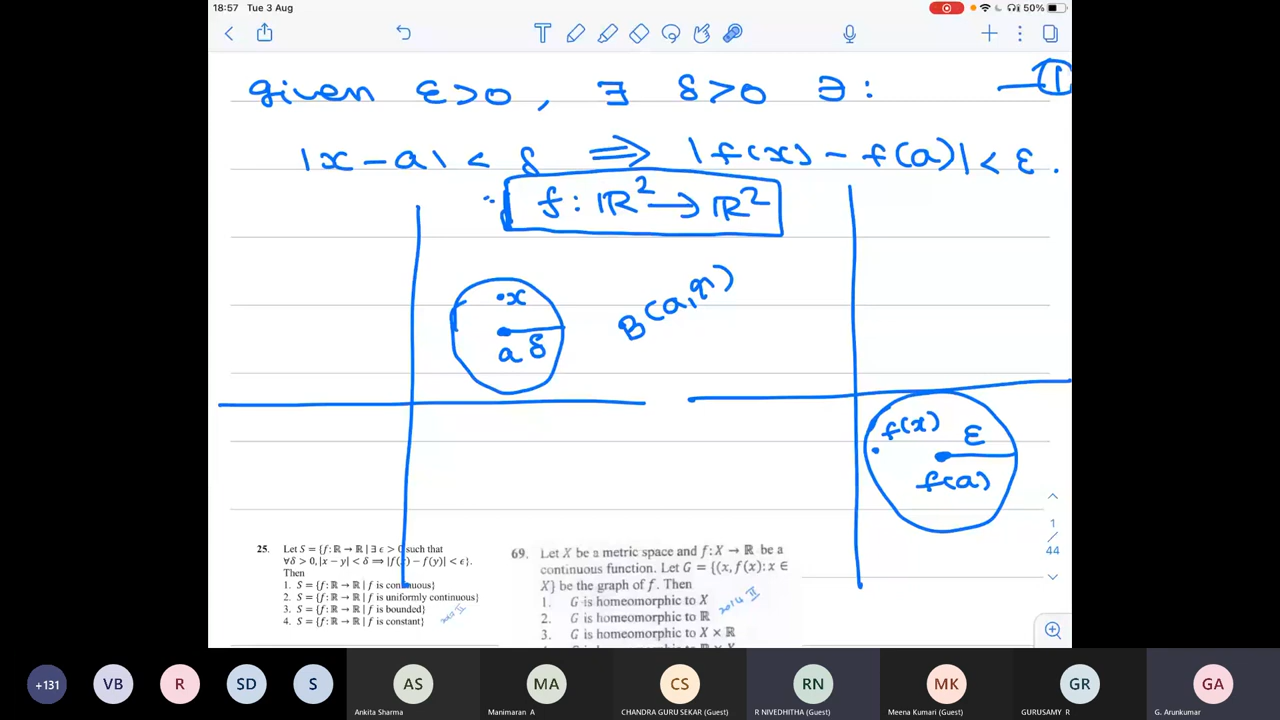 18:57 Tue 3 Aug
50%
given ε>0, ∃ δ>0 ∋: —①
|x-a| < δ ⟹ |f(x) - f(a)| < ε.
f: ℝ² → ℝ²
x
a δ
B(a,r)
f(x) ε
f(a)
25. Let S = {f: ℝ → ℝ | ∃ ϵ > 0 such that
∀δ > 0, |x − y| < δ ⟹ |f(x) − f(y)| < ϵ}.
Then
1. S = {f: ℝ → ℝ | f is continuous}
2. S = {f: ℝ → ℝ | f is uniformly continuous}
3. S = {f: ℝ → ℝ | f is bounded}
4. S = {f: ℝ → ℝ | f is constant}
69. Let X be a metric space and f: X → ℝ be a
continuous function. Let G = {(x, f(x): x ∈
X} be the graph of f. Then
1. G is homeomorphic to X
2. G is homeomorphic to ℝ
3. G is homeomorphic to X × ℝ
2014 II
1
44
+131
VB
R
SD
S
AS
Ankita Sharma
MA
Manimaran A
CS
CHANDRA GURU SEKAR (Guest)
RN
R NIVEDHITHA (Guest)
MK
Meena Kumari (Guest)
GR
GURUSAMY R
GA
G. Arunkumar